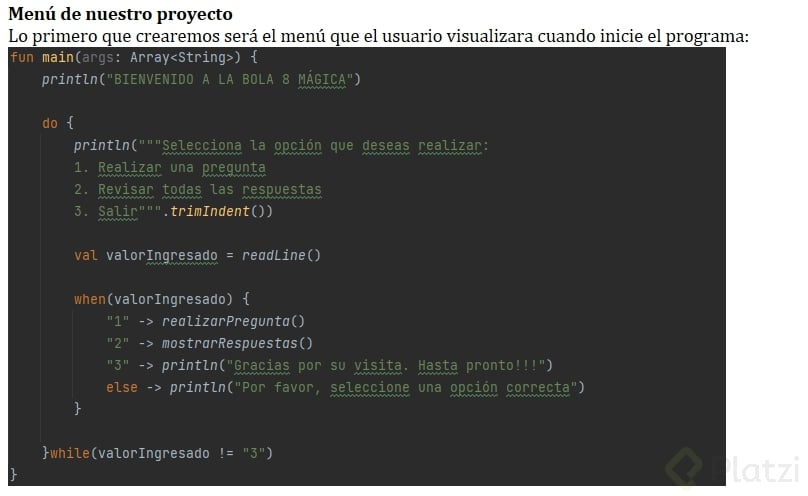 Menú de nuestro proyecto
Lo primero que crearemos será el menú que el usuario visualizara cuando inicie el programa:
fun main(args: Array<String>) {
    println("BIENVENIDO A LA BOLA 8 MÁGICA")
    do {
        println("""Selecciona la opción que deseas realizar:
        1. Realizar una pregunta
        2. Revisar todas las respuestas
        3. Salir""".trimIndent())
        val valorIngresado = readLine()
        when(valorIngresado) {
            "1" -> realizarPregunta()
            "2" -> mostrarRespuestas()
            "3" -> println("Gracias por su visita. Hasta pronto!!!")
            else -> println("Por favor, seleccione una opción correcta")
        }
    }while(valorIngresado != "3")
}
Platzi